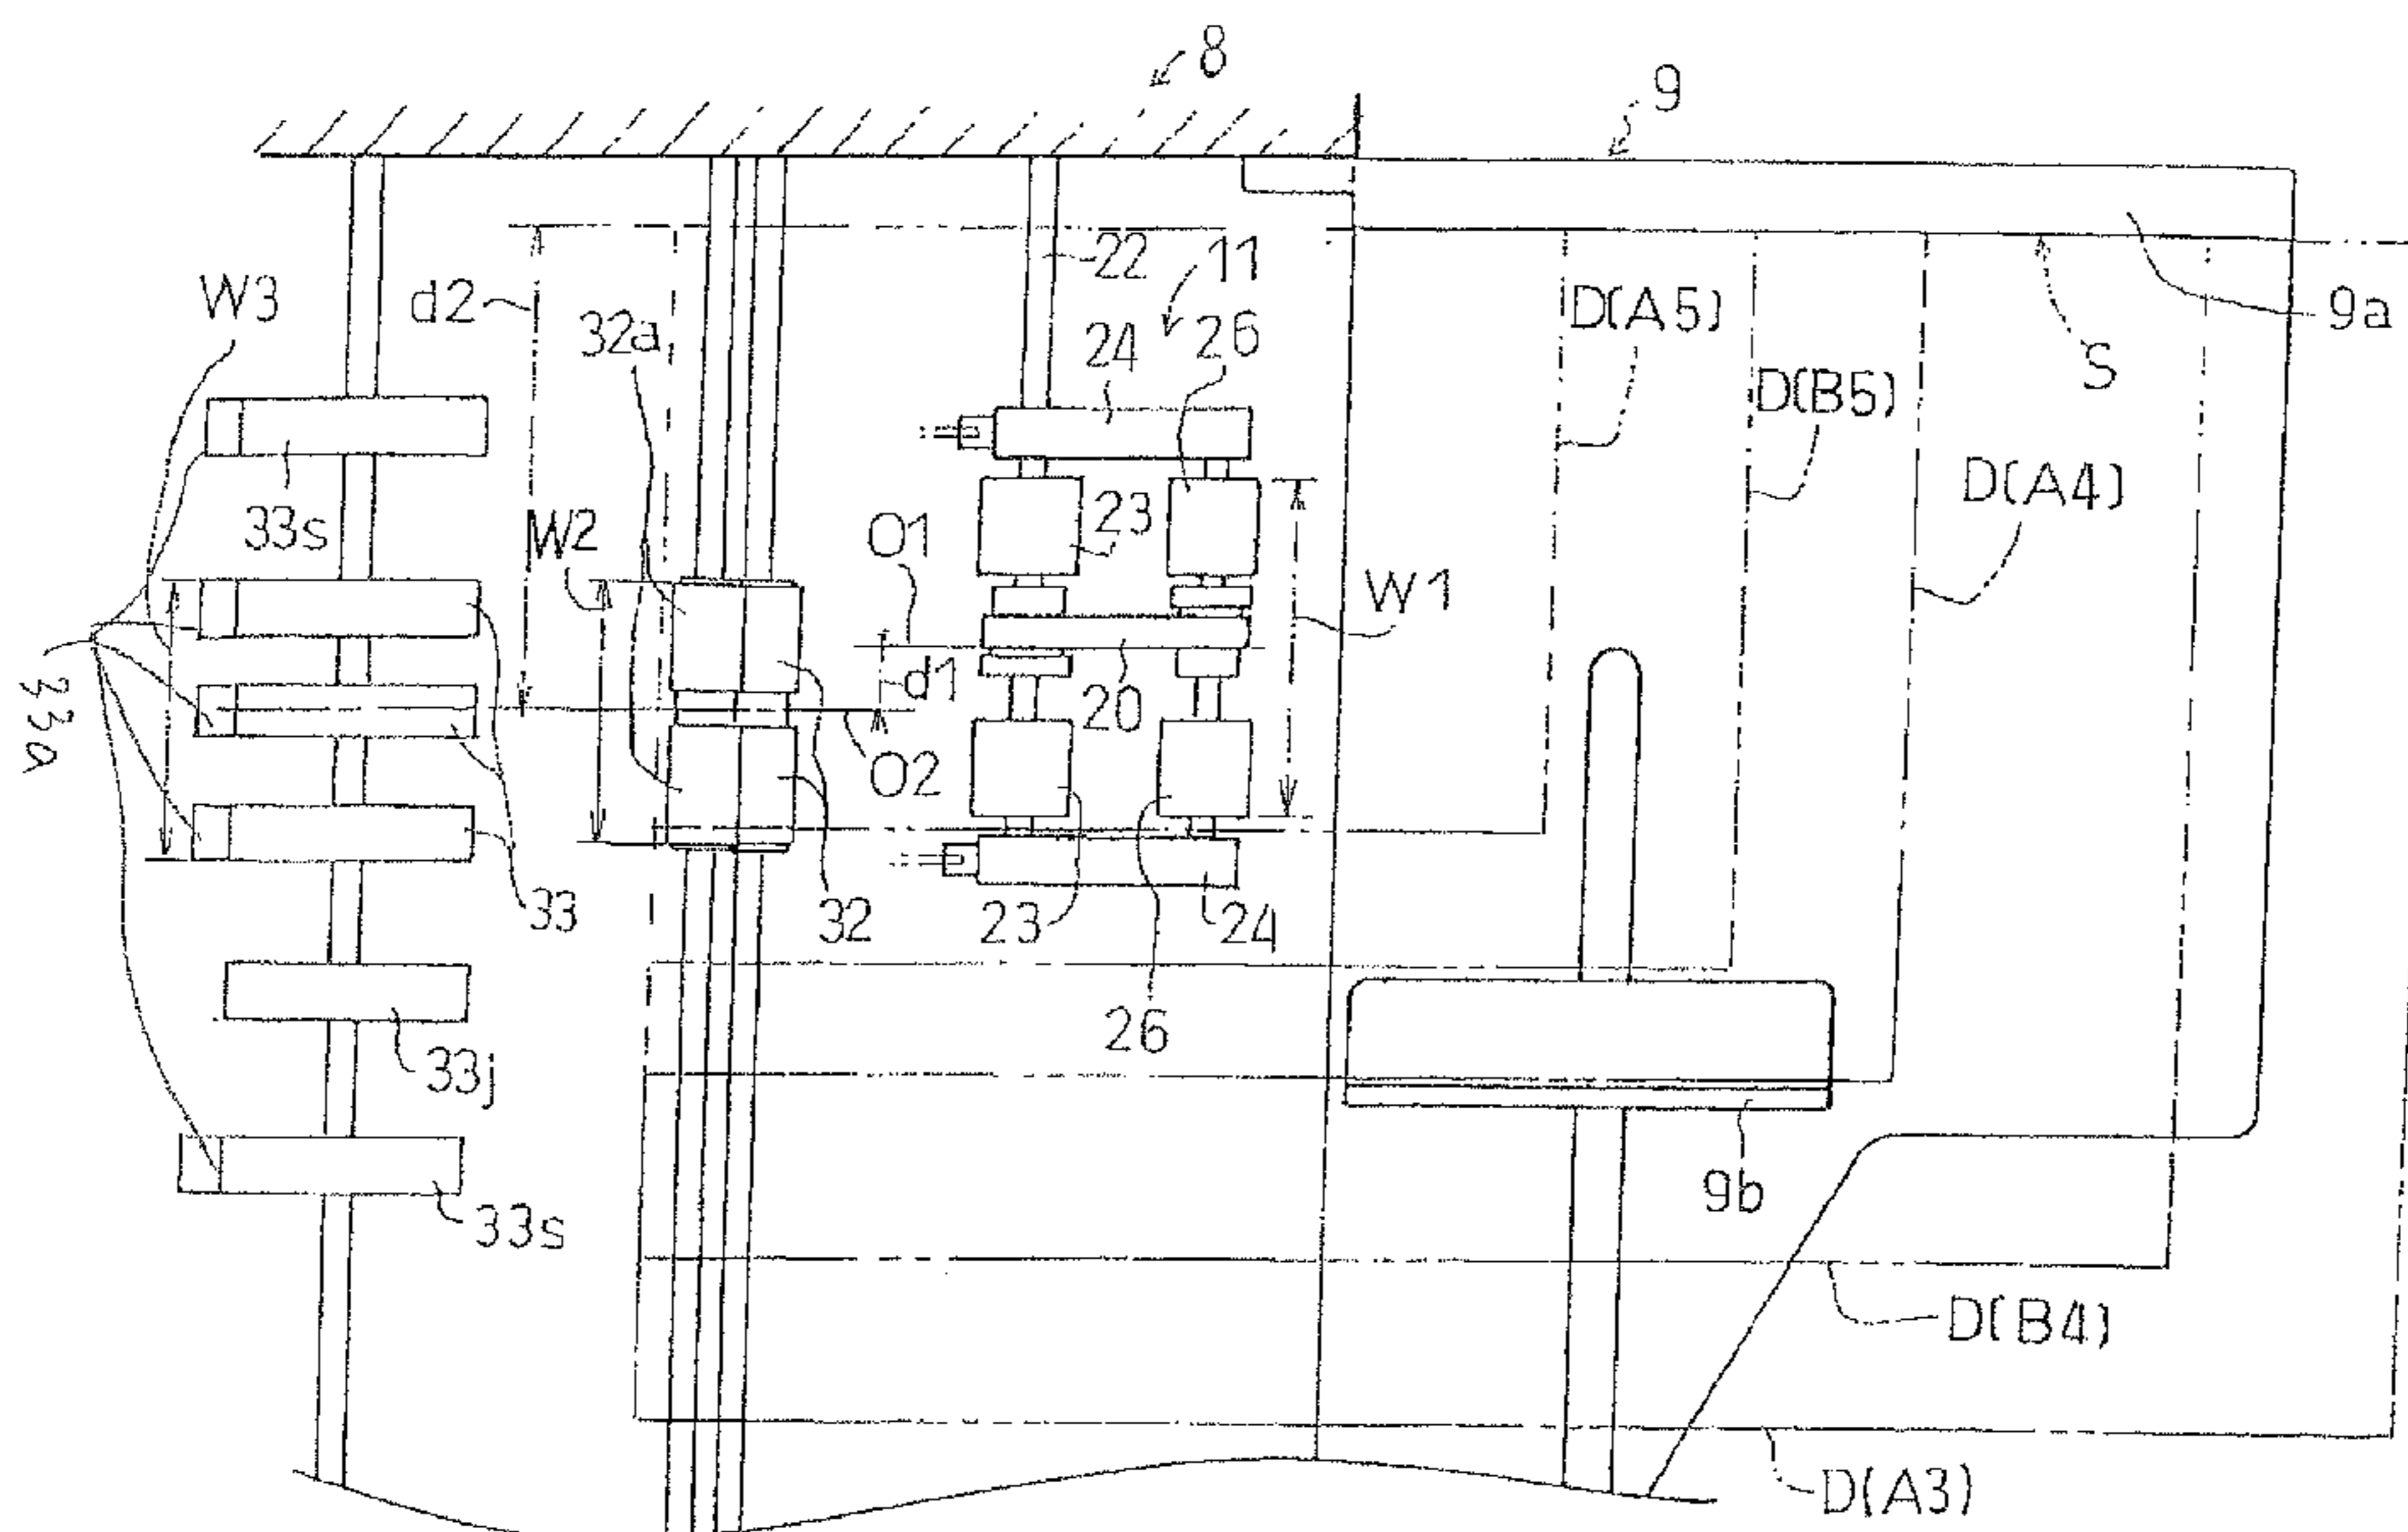 8
9
W3
d2
22
11
32a
24
26
D(A5)
9a
S
D(B5)
D(A4)
33s
W2
O1
23
W1
d1
20
O2
33a
33
32
23
24
26
33j
9b
33s
D(B4)
D(A3)